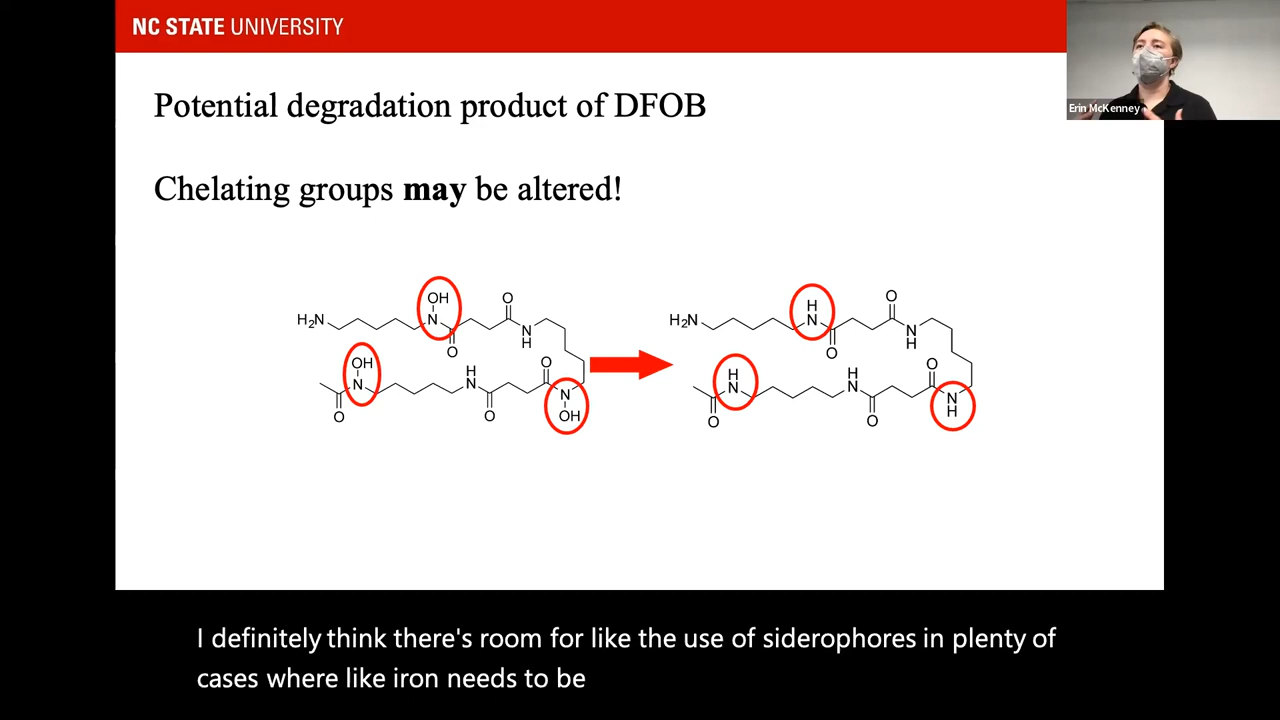 NC STATE UNIVERSITY
Erin McKenney
Potential degradation product of DFOB
Chelating groups may be altered!
OH
O
H
O
H₂N
N
N
H
O
H₂N
N
N
H
O
OH
H
O
H
H
O
N
N
N
N
N
N
O
O
OH
O
O
H
I definitely think there's room for like the use of siderophores in plenty of
cases where like iron needs to be